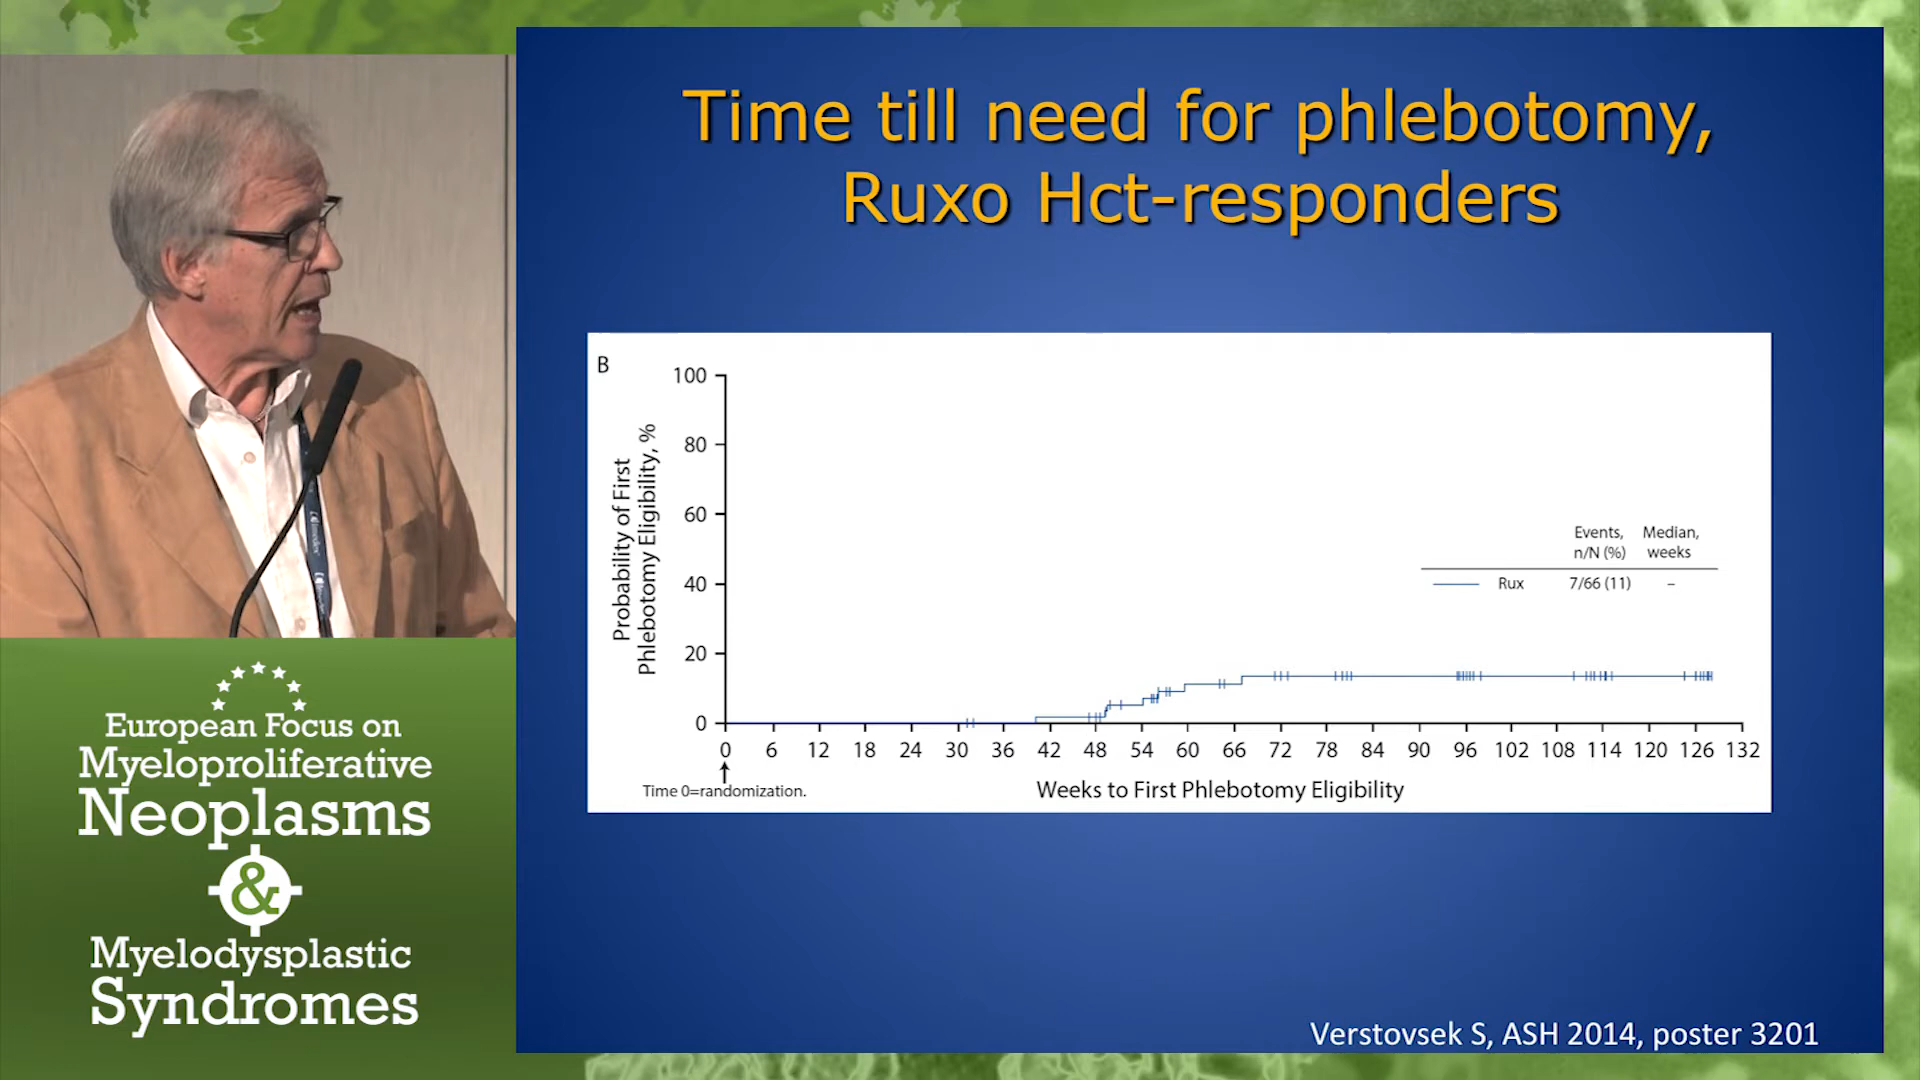 Time till need for phlebotomy,
Ruxo Hct-responders
B
Probability of First
Phlebotomy Eligibility, %
100
80
60
40
20
0
Events, Median,
n/N (%) weeks
Rux 7/66 (11) –
0 6 12 18 24 30 36 42 48 54 60 66 72 78 84 90 96 102 108 114 120 126 132
Time 0=randomization.
Weeks to First Phlebotomy Eligibility
Verstovsek S, ASH 2014, poster 3201
European Focus on
Myeloproliferative
Neoplasms
&
Myelodysplastic
Syndromes